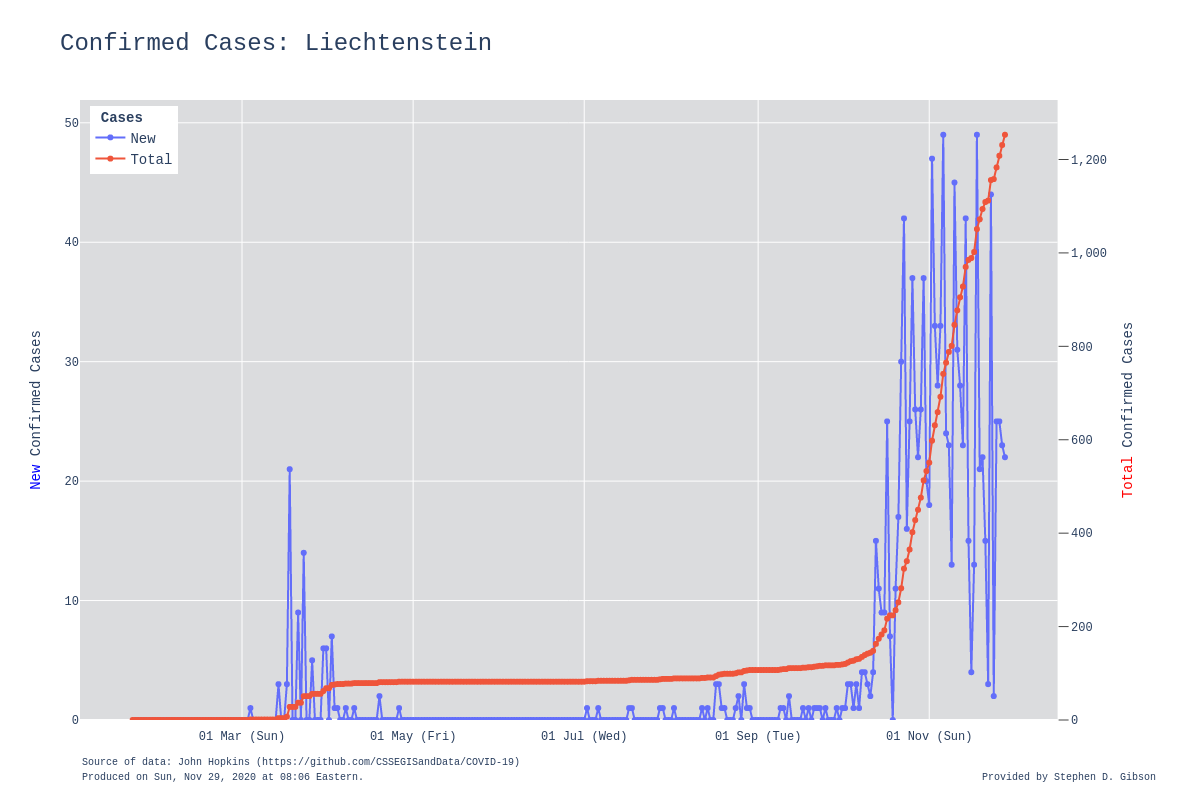 Confirmed Cases: Liechtenstein
Cases
New
Total
50
40
30
20
10
0
1,200
1,000
800
600
400
200
0
New Confirmed Cases
Total Confirmed Cases
01 Mar (Sun) 01 May (Fri) 01 Jul (Wed) 01 Sep (Tue) 01 Nov (Sun)
Source of data: John Hopkins (https://github.com/CSSEGISandData/COVID-19)
Produced on Sun, Nov 29, 2020 at 08:06 Eastern.
Provided by Stephen D. Gibson